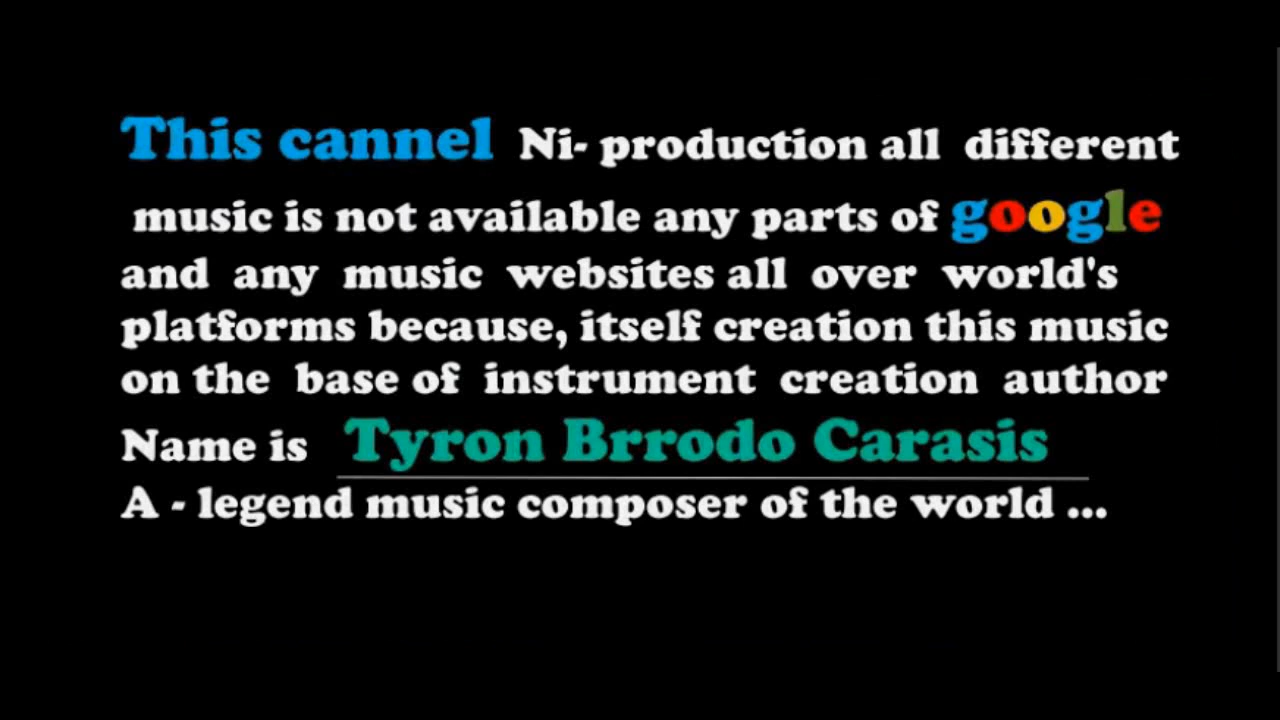 This cannel Ni- production all different
music is not available any parts of google
and any music websites all over world's
platforms because, itself creation this music
on the base of instrument creation author
Name is Tyron Brrodo Carasis
A - legend music composer of the world ...